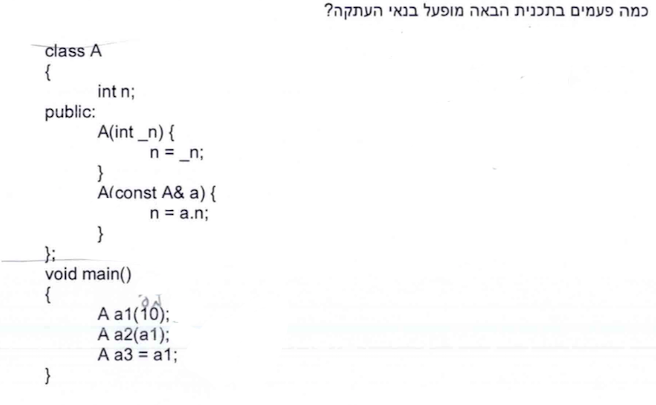 כמה פעמים בתכנית הבאה מופעל בנאי העתקה?
class A
{
int n;
public:
A(int _n) {
n = _n;
}
A(const A& a) {
n = a.n;
}
};
void main()
{
A a1(10);
A a2(a1);
A a3 = a1;
}